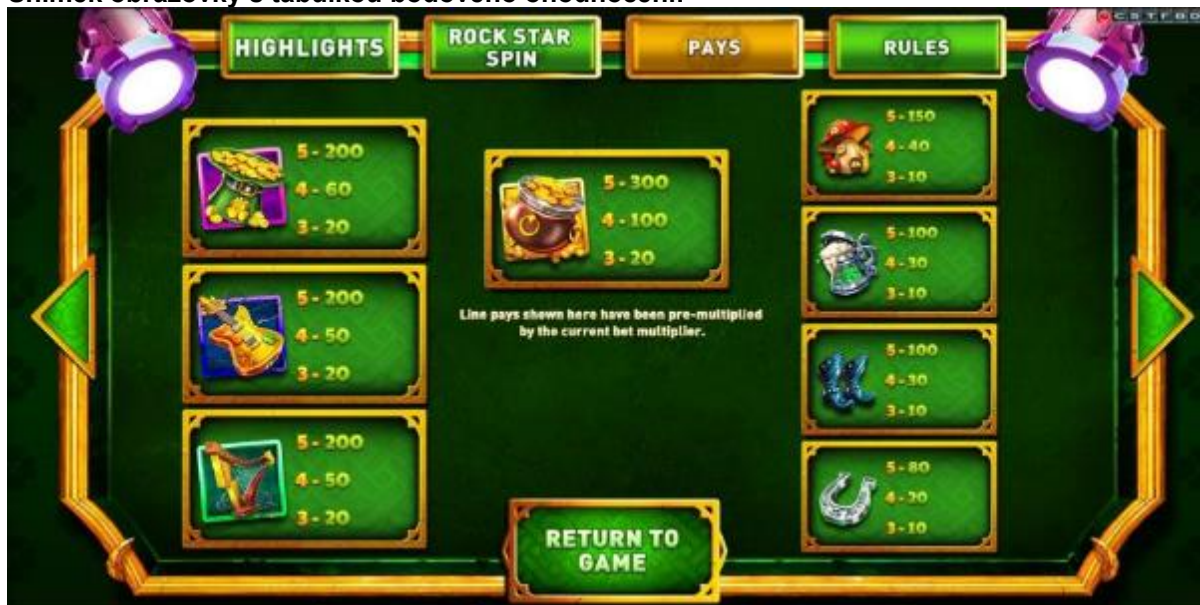 HIGHLIGHTS
ROCK STAR
SPIN
PAYS
RULES
5-200
4-60
3-20
5-200
4-50
3-20
5-200
4-50
3-20
5-300
4-100
3-20
Line pays shown here have been pre-multiplied
by the current bet multiplier.
5-150
4-40
3-10
5-100
4-30
3-10
5-100
4-30
3-10
5-80
4-20
3-10
RETURN TO
GAME